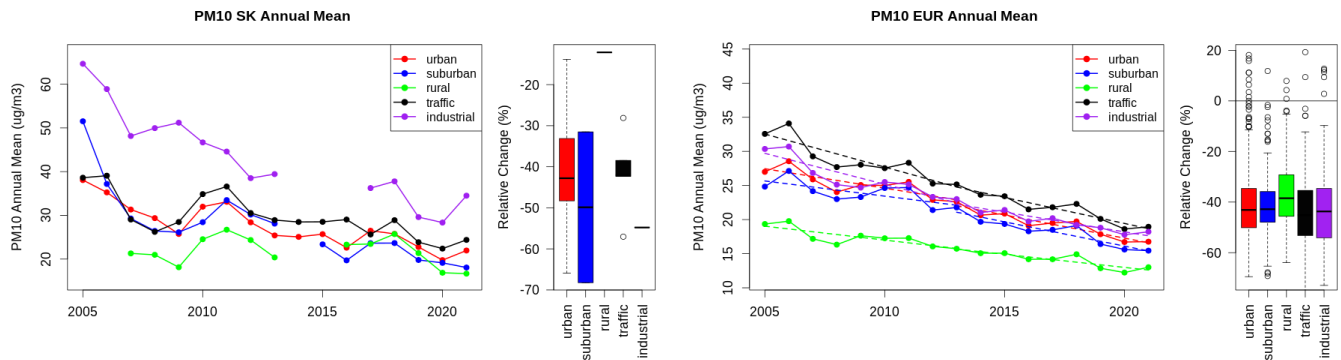 PM10 SK Annual Mean
PM10 Annual Mean (ug/m3)
60
50
40
30
20
2005
2010
2015
2020
urban
suburban
rural
traffic
industrial
Relative Change (%)
-20
-30
-40
-50
-60
-70
urban
suburban
rural
traffic
industrial
PM10 EUR Annual Mean
PM10 Annual Mean (ug/m3)
45
40
35
30
25
20
15
10
2005
2010
2015
2020
urban
suburban
rural
traffic
industrial
Relative Change (%)
20
0
-20
-40
-60
urban
suburban
rural
traffic
industrial